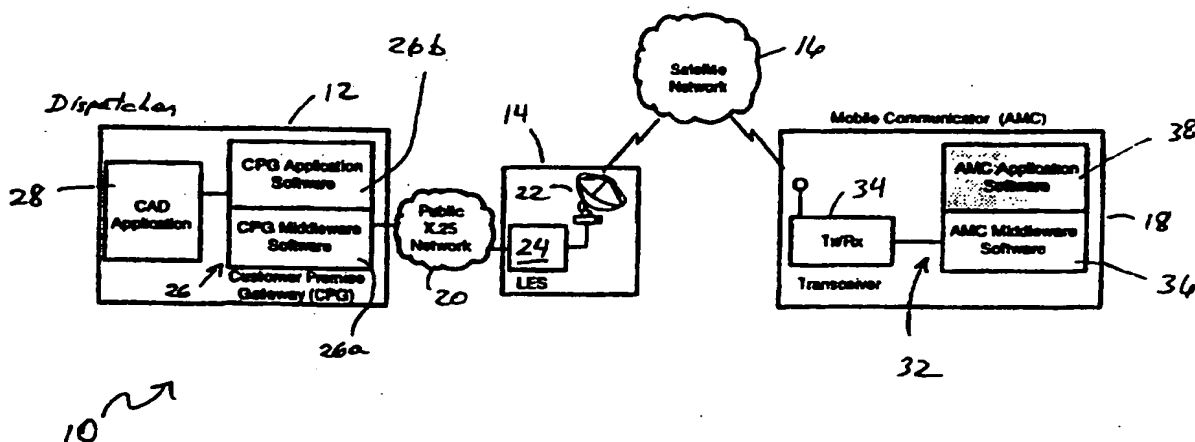 Dispatcher
12
26b
16
Satellite
Network
28
CAD
Application
CPG Application
Software
CPG Middleware
Software
26
Customer Premise
Gateway (CPG)
26a
Public
X.25
Network
20
14
22
24
LES
Mobile Communicator (AMC)
38
34
Tx/Rx
Transceiver
AMC Application
Software
AMC Middleware
Software
18
36
32
10